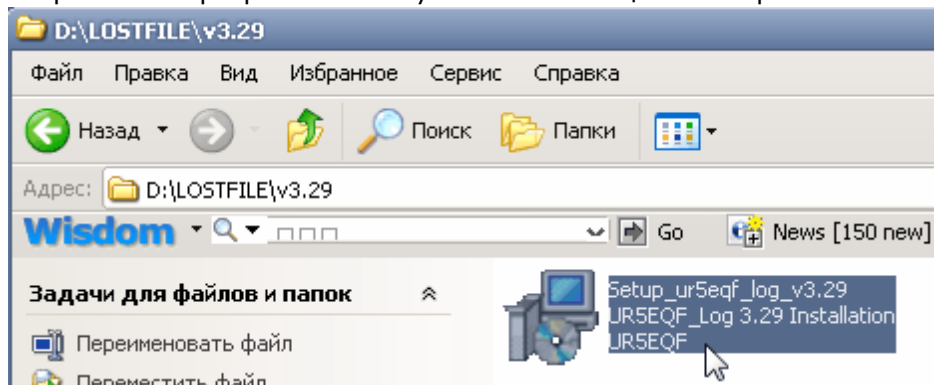 D:\LOSTFILE\v3.29
Файл Правка Вид Избранное Сервис Справка
Назад Поиск Папки
Адрес: D:\LOSTFILE\v3.29
Wisdom Go News [150 new]
Задачи для файлов и папок
Setup_ur5eqf_log_v3.29
UR5EQF_Log 3.29 Installation
UR5EQF
Переименовать файл
Переместить файл